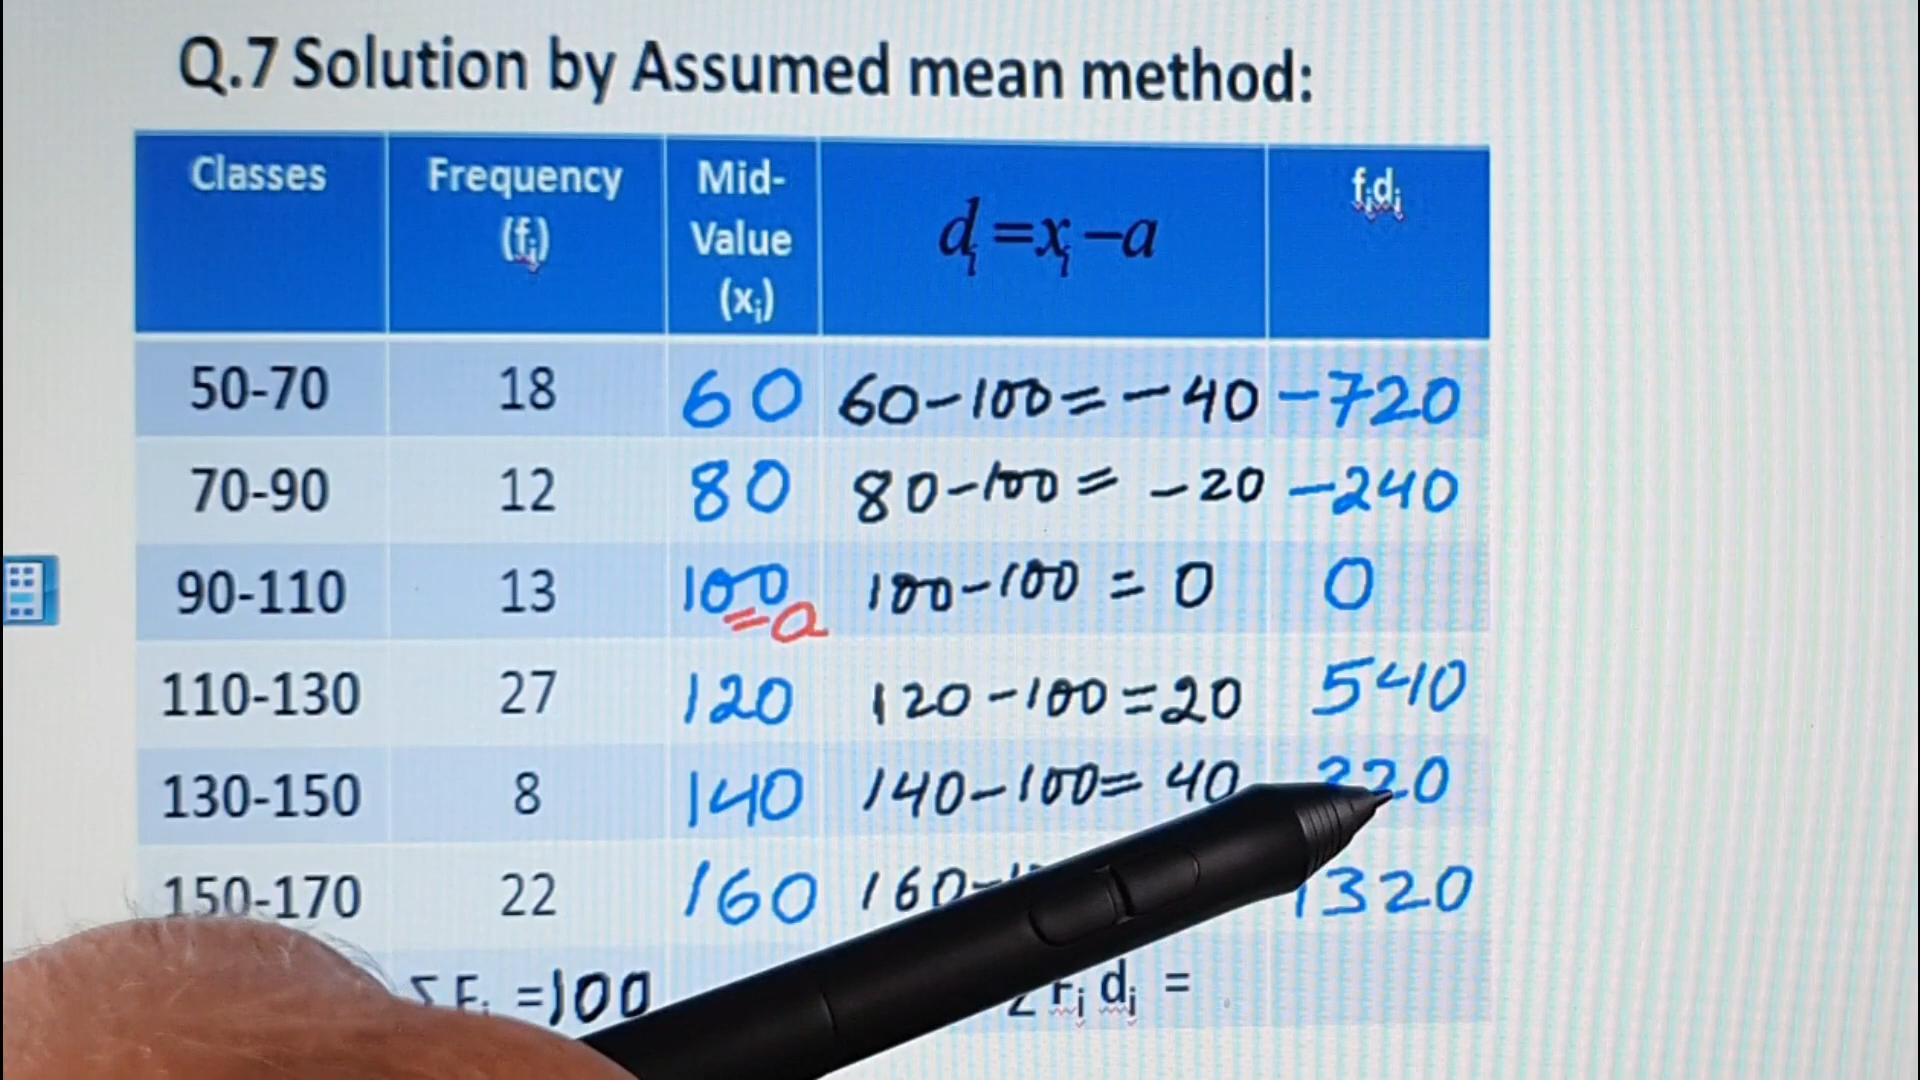 Q.7 Solution by Assumed mean method:
Classes Frequency (fi) Mid-Value (xi) di=xi-a fidi
50-70 18 60 60-100=-40 -720
70-90 12 80 80-100= -20 -240
90-110 13 100 =a 100-100 = 0 0
110-130 27 120 120-100=20 540
130-150 8 140 140-100= 40
150-170 22 160 160- 1320
=100 di =